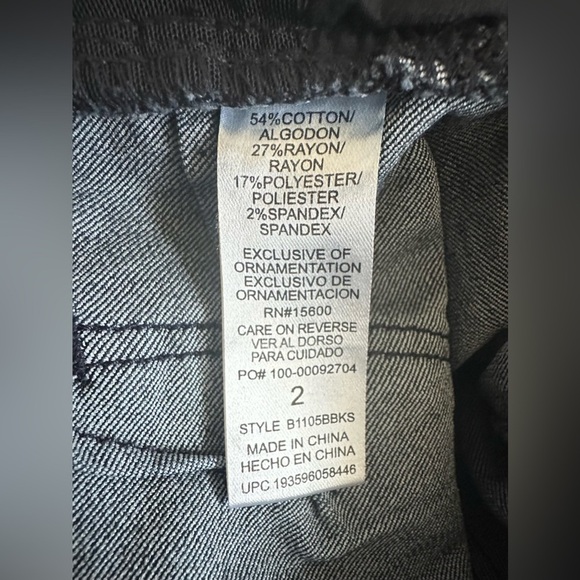 54%COTTON/
ALGODON
27%RAYON/
RAYON
17%POLYESTER/
POLIESTER
2%SPANDEX/
SPANDEX
EXCLUSIVE OF
ORNAMENTATION
EXCLUSIVO DE
ORNAMENTACION
RN#15600
CARE ON REVERSE
VER AL DORSO
PARA CUIDADO
PO# 100-00092704
2
STYLE B1105BBKS
MADE IN CHINA
HECHO EN CHINA
UPC 193596058446